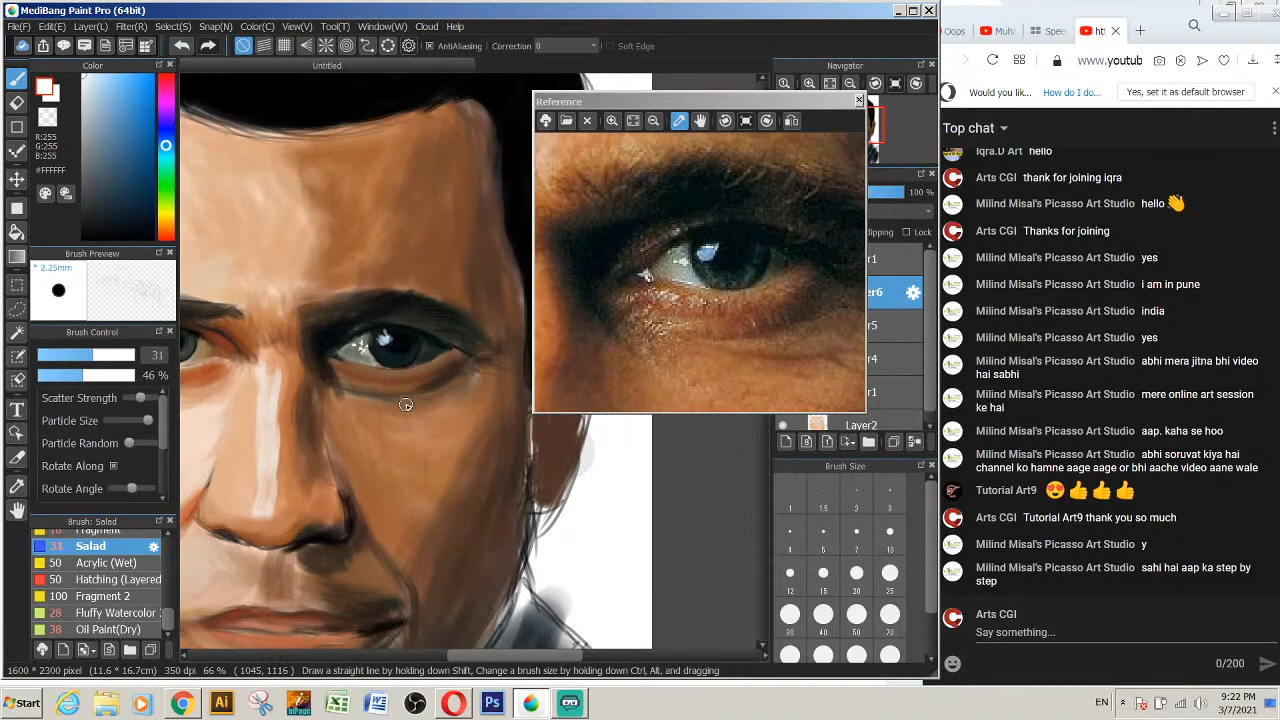 MediBang Paint Pro (64bit)
File(F) Edit(E) Layer(L) Filter(R) Select(S) Snap(N) Color(C) View(V) Tool(T) Window(W) Cloud Help
AntiAliasing Correction 0 Soft Edge
Color
Untitled
Navigator
R:255
G:255
B:255
#FFFFFF
Brush Preview
* 2.25mm
Brush Control
31
46 %
Scatter Strength
Particle Size
Particle Random
Rotate Along
Rotate Angle
Brush: Salad
18 Fragment
31 Salad
50 Acrylic (Wet)
50 Hatching (Layered
100 Fragment 2
28 Fluffy Watercolor
38 Oil Paint(Dry)
Reference
100 %
Lock
Layer2
Brush Size
1 1.5 2 3
4 5 7 10
12 15 20 25
30 40 50 70
1600 * 2300 pixel (11.6 * 16.7cm) 350 dpi 66 % ( 1045, 1116 ) Draw a straight line by holding down Shift, Change a brush size by holding down Ctrl, Alt, and dragging
Oops Muha Spee htt
www.youtub
Would you like... How do I do... Yes, set it as default browser
Top chat
Iqra.D Art hello
Arts CGI thank for joining iqra
Milind Misal's Picasso Art Studio hello 👋
Arts CGI Thanks for joining
Milind Misal's Picasso Art Studio yes
Milind Misal's Picasso Art Studio i am in pune
Milind Misal's Picasso Art Studio india
Milind Misal's Picasso Art Studio yes
Milind Misal's Picasso Art Studio abhi mera jitna bhi video
hai sabhi
Milind Misal's Picasso Art Studio mere online art session
ke hai
Milind Misal's Picasso Art Studio aap. kaha se hoo
Milind Misal's Picasso Art Studio abhi soruvat kiya hai
channel ko hamne aage aage or bhi aache video aane wale
Tutorial Art9 😍👍👍👍
Arts CGI Tutorial Art9 thank you so much
Milind Misal's Picasso Art Studio y
Milind Misal's Picasso Art Studio sahi hai aap ka step by
step
Arts CGI
Say something...
0/200
Start
Ai
Ps
EN
6:22 PM
3/7/2021